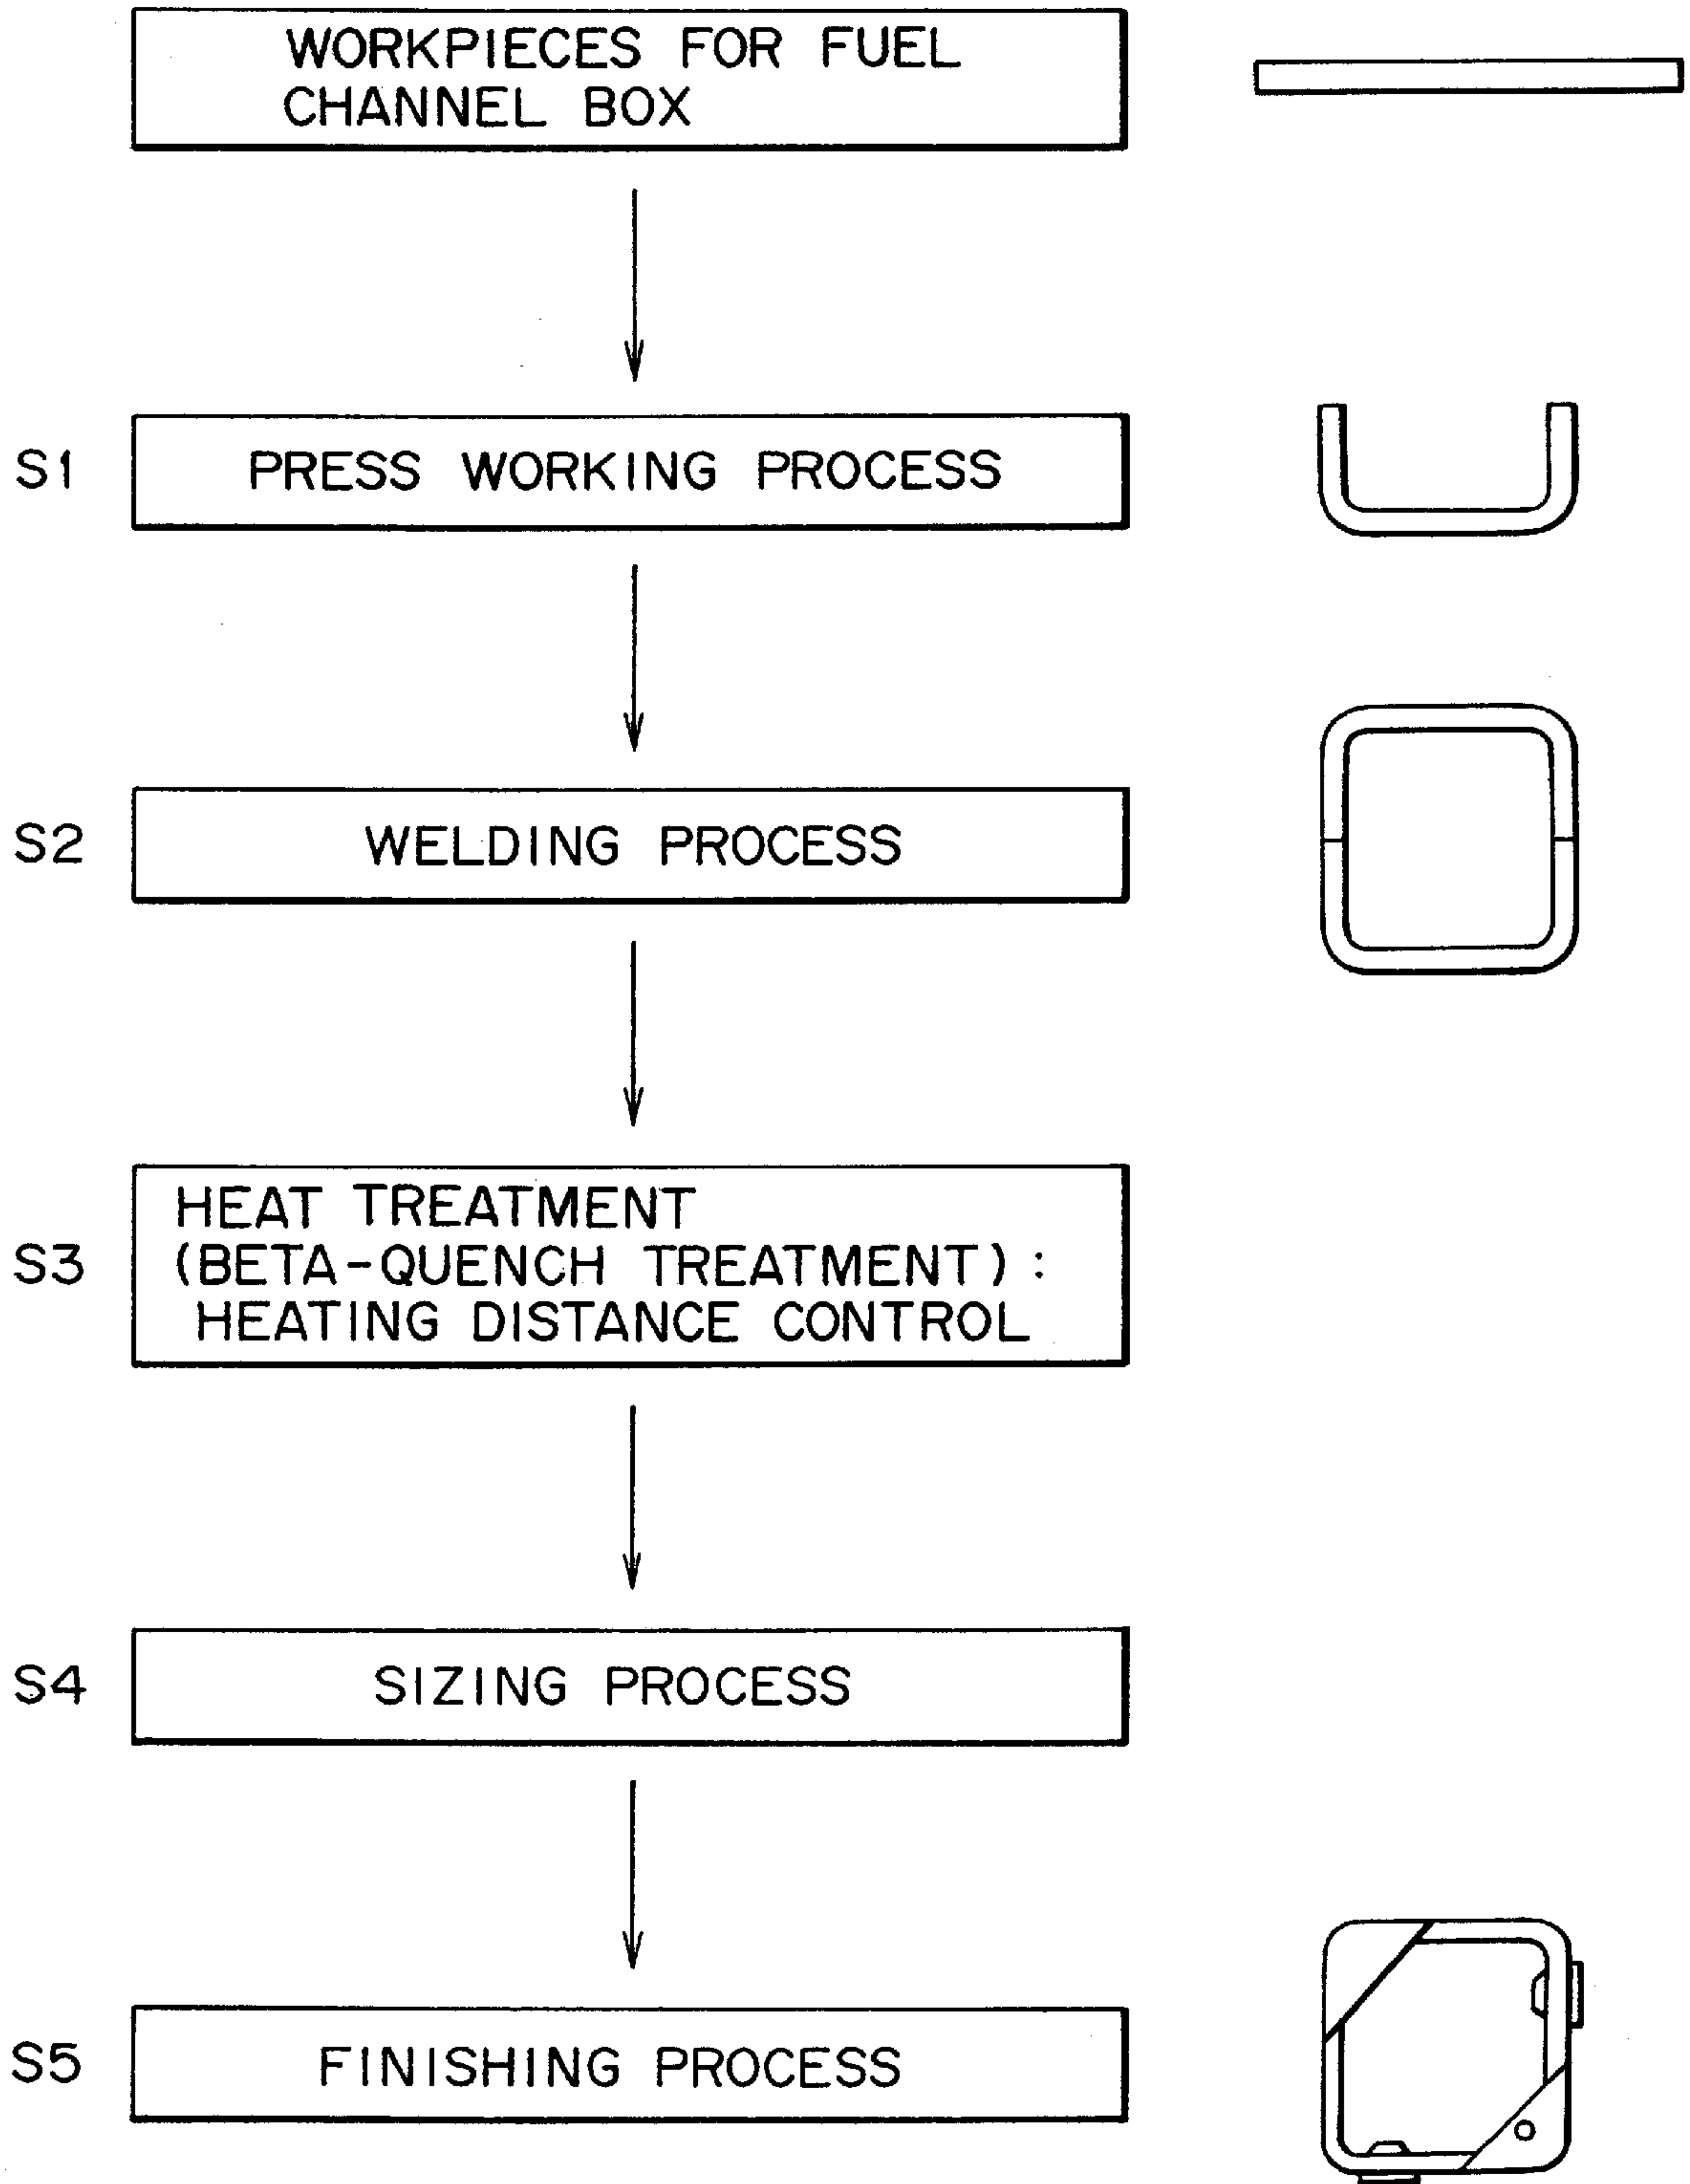 WORKPIECES FOR FUEL
CHANNEL BOX
S1
PRESS WORKING PROCESS
S2
WELDING PROCESS
S3
HEAT TREATMENT
(BETA-QUENCH TREATMENT):
HEATING DISTANCE CONTROL
S4
SIZING PROCESS
S5
FINISHING PROCESS